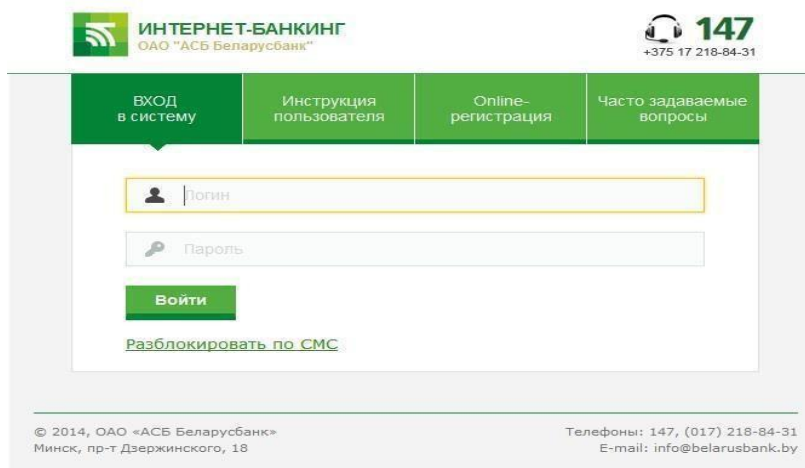 ИНТЕРНЕТ-БАНКИНГ
ОАО "АСБ Беларусбанк"
147
+375 17 218-84-31
ВХОД
в систему
Инструкция
пользователя
Online-
регистрация
Часто задаваемые
вопросы
Логин
Пароль
Войти
Разблокировать по СМС
© 2014, ОАО «АСБ Беларусбанк»
Минск, пр-т Дзержинского, 18
Телефоны: 147, (017) 218-84-31
E-mail: info@belarusbank.by